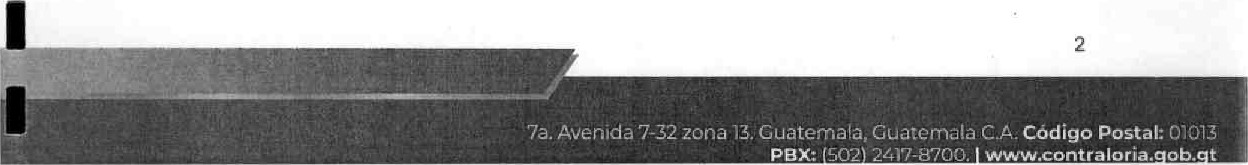 2
7a. Avenida 7-32 zona 13. Guatemala, Guatemala C.A. Código Postal: 01013
PBX: (502) 2417-8700. | www.contraloria.gob.gt